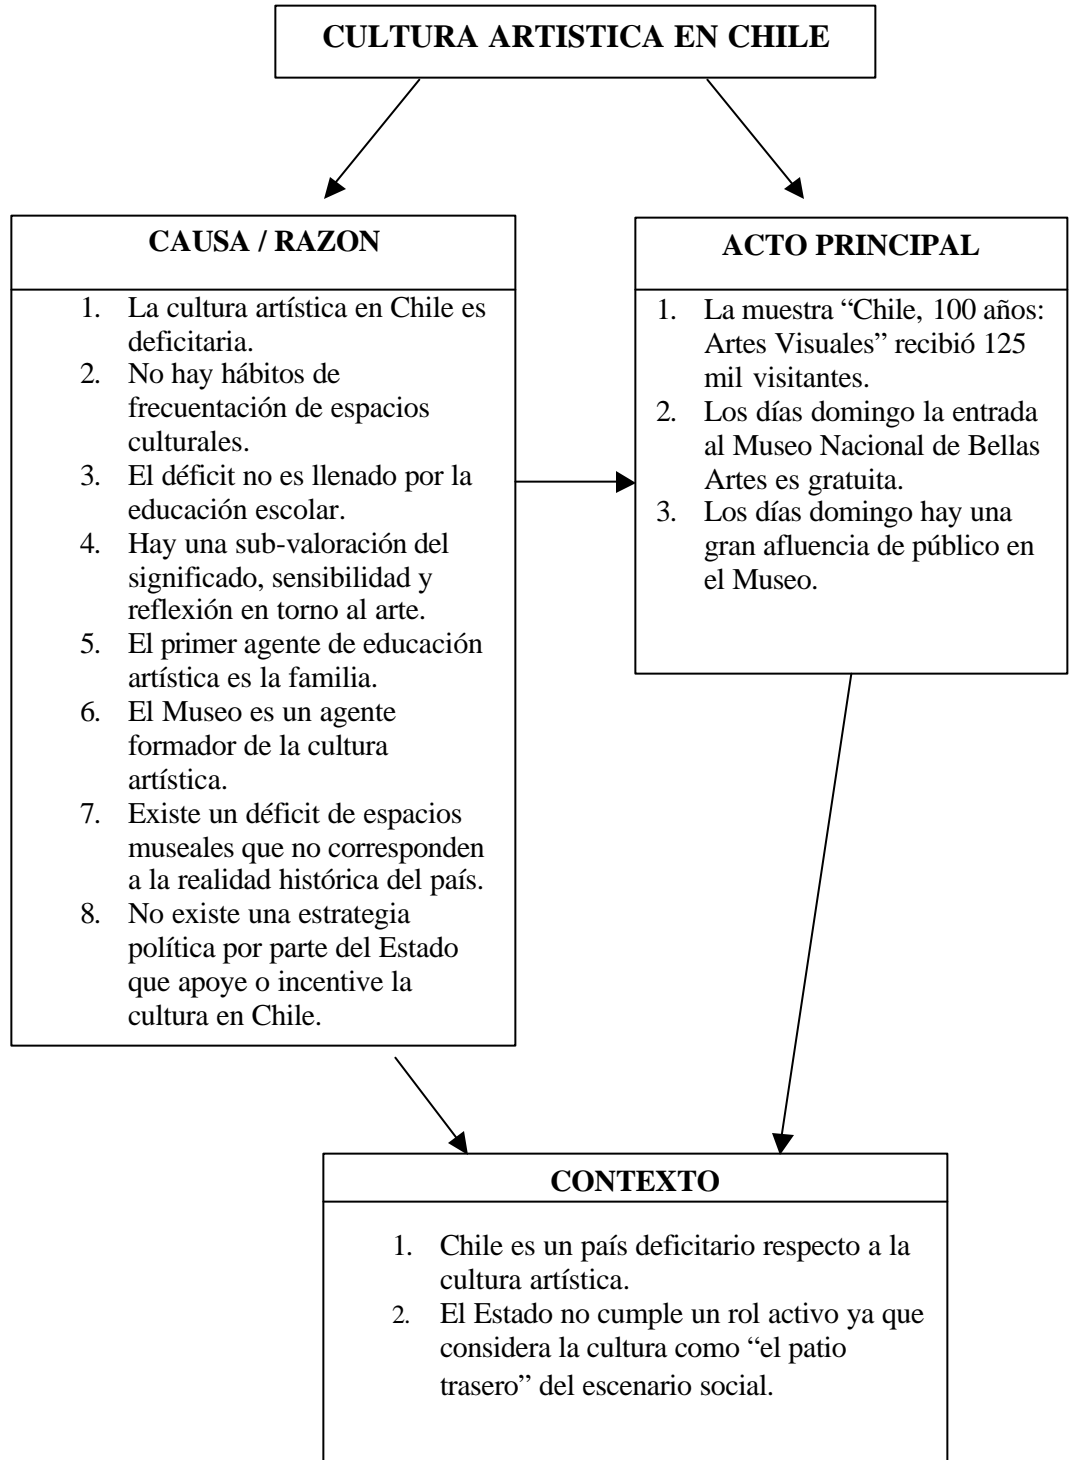 CULTURA ARTISTICA EN CHILE
CAUSA / RAZON
1. La cultura artística en Chile es
deficitaria.
2. No hay hábitos de
frecuentación de espacios
culturales.
3. El déficit no es llenado por la
educación escolar.
4. Hay una sub-valoración del
significado, sensibilidad y
reflexión en torno al arte.
5. El primer agente de educación
artística es la familia.
6. El Museo es un agente
formador de la cultura
artística.
7. Existe un déficit de espacios
museales que no corresponden
a la realidad histórica del país.
8. No existe una estrategia
política por parte del Estado
que apoye o incentive la
cultura en Chile.
ACTO PRINCIPAL
1. La muestra “Chile, 100 años:
Artes Visuales” recibió 125
mil visitantes.
2. Los días domingo la entrada
al Museo Nacional de Bellas
Artes es gratuita.
3. Los días domingo hay una
gran afluencia de público en
el Museo.
CONTEXTO
1. Chile es un país deficitario respecto a la
cultura artística.
2. El Estado no cumple un rol activo ya que
considera la cultura como “el patio
trasero” del escenario social.